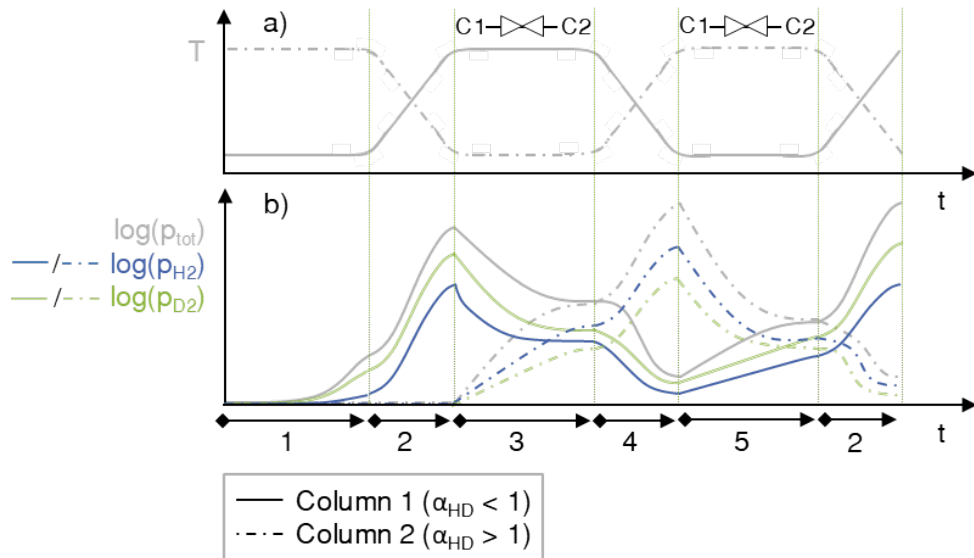 a)
C1 C2
C1 C2
T
t
b)
log(p_tot)
/ log(p_H2)
/ log(p_D2)
t
1 2 3 4 5 2
Column 1 (α_HD < 1)
Column 2 (α_HD > 1)